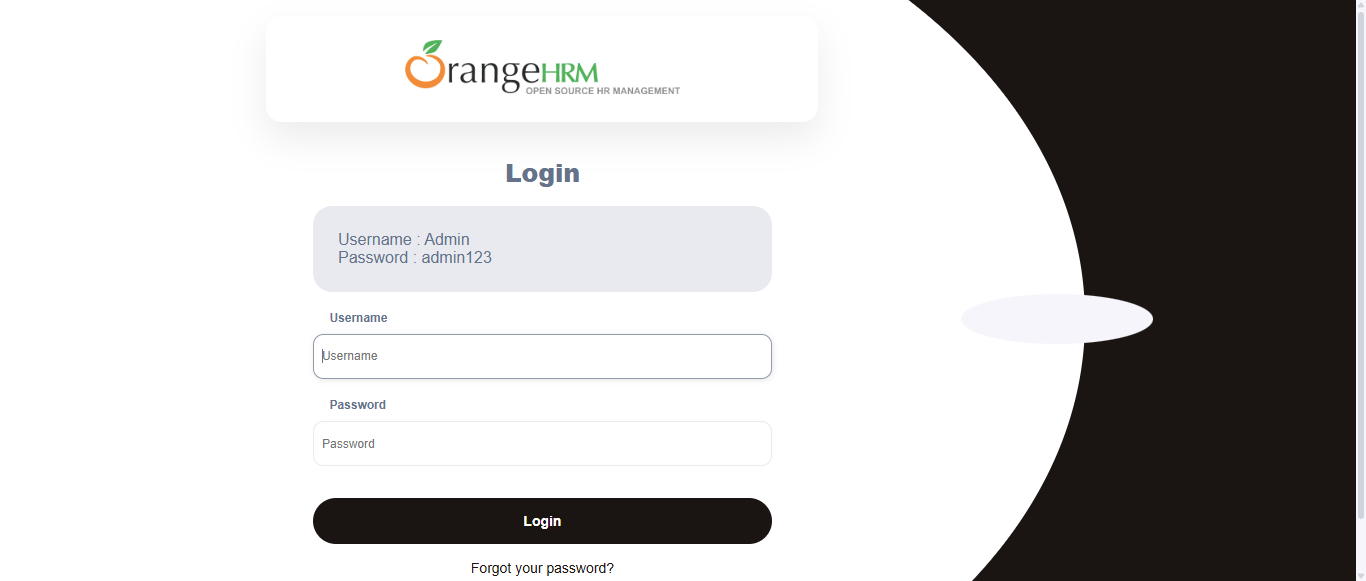 OrangeHRM
OPEN SOURCE HR MANAGEMENT
Login
Username : Admin
Password : admin123
Username
Username
Password
Password
Login
Forgot your password?